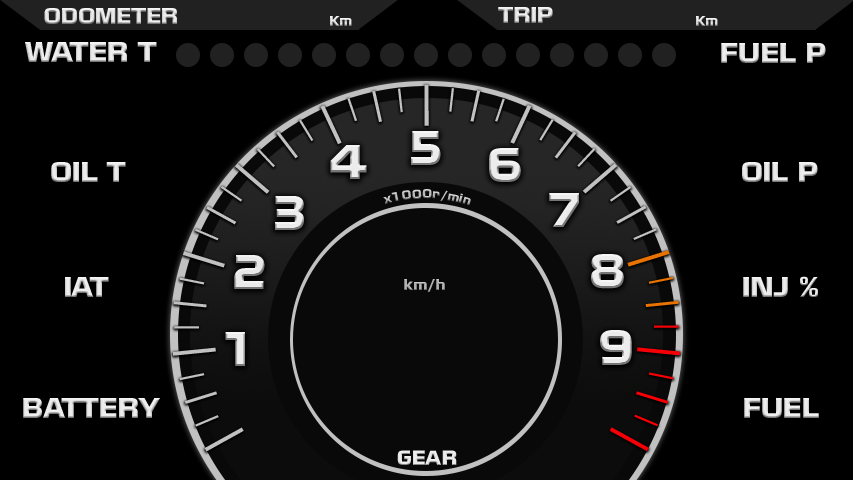 ODOMETER Km TRIP Km
WATER T FUEL P
5
4 6
OIL T OIL P
x1000r/min
3 7
2 8
IAT km/h INJ %
1 9
BATTERY FUEL
GEAR